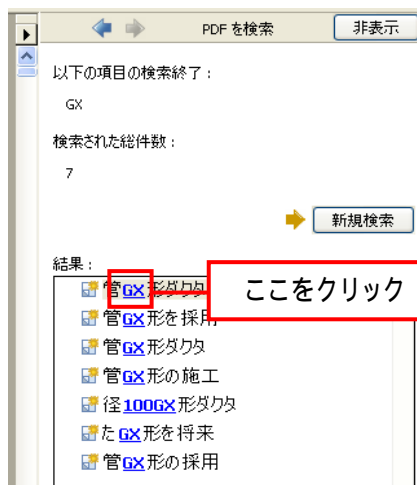 PDF を検索
非表示
以下の項目の検索終了：
GX
検索された総件数：
7
新規検索
結果：
管GX形ダクタ
ここをクリック
管GX形を採用
管GX形ダクタ
管GX形の施工
径100GX形ダクタ
たGX形を将来
管GX形の採用